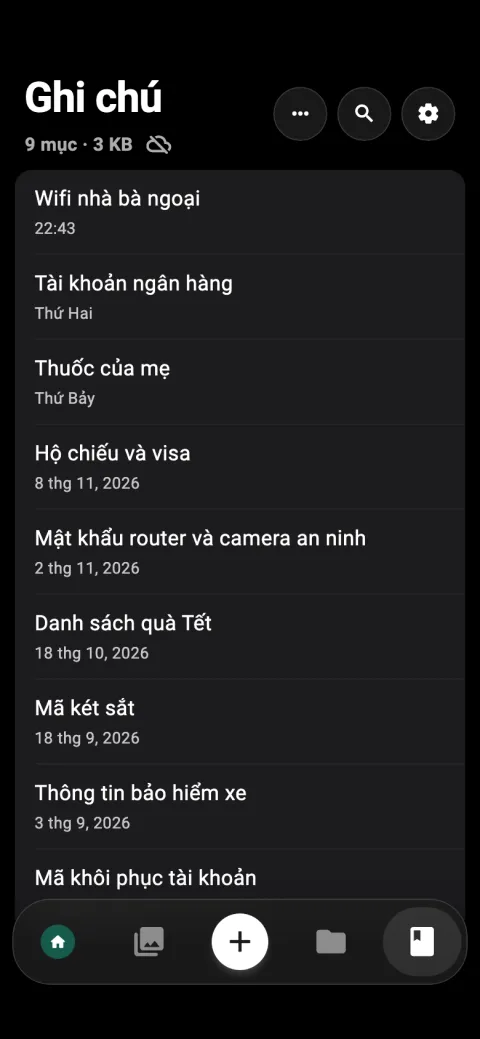 Ghi chú
9 mục · 3 KB
Wifi nhà bà ngoại
22:43
Tài khoản ngân hàng
Thứ Hai
Thuốc của mẹ
Thứ Bảy
Hộ chiếu và visa
8 thg 11, 2026
Mật khẩu router và camera an ninh
2 thg 11, 2026
Danh sách quà Tết
18 thg 10, 2026
Mã két sắt
18 thg 9, 2026
Thông tin bảo hiểm xe
3 thg 9, 2026
Mã khôi phục tài khoản